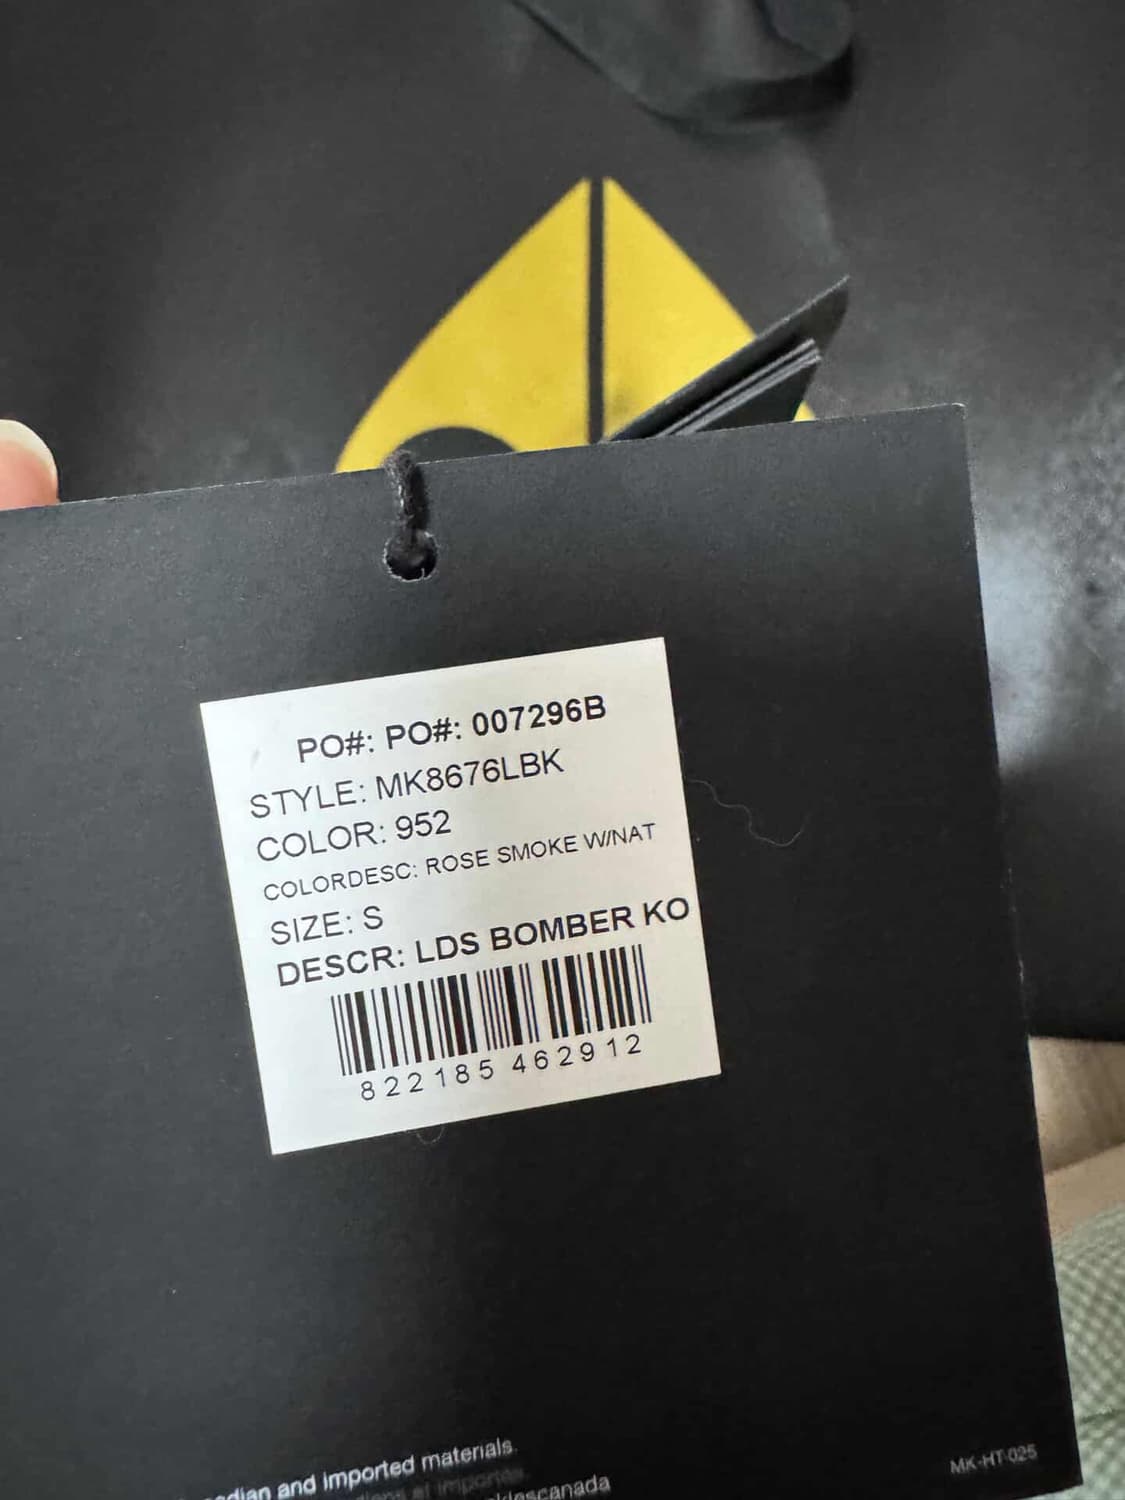 PO#: PO#: 007296B
STYLE: MK8676LBK
COLOR: 952
COLORDESC: ROSE SMOKE W/NAT
SIZE: S
DESCR: LDS BOMBER KO
822185 462912
and imported materials.
MK-HT-025